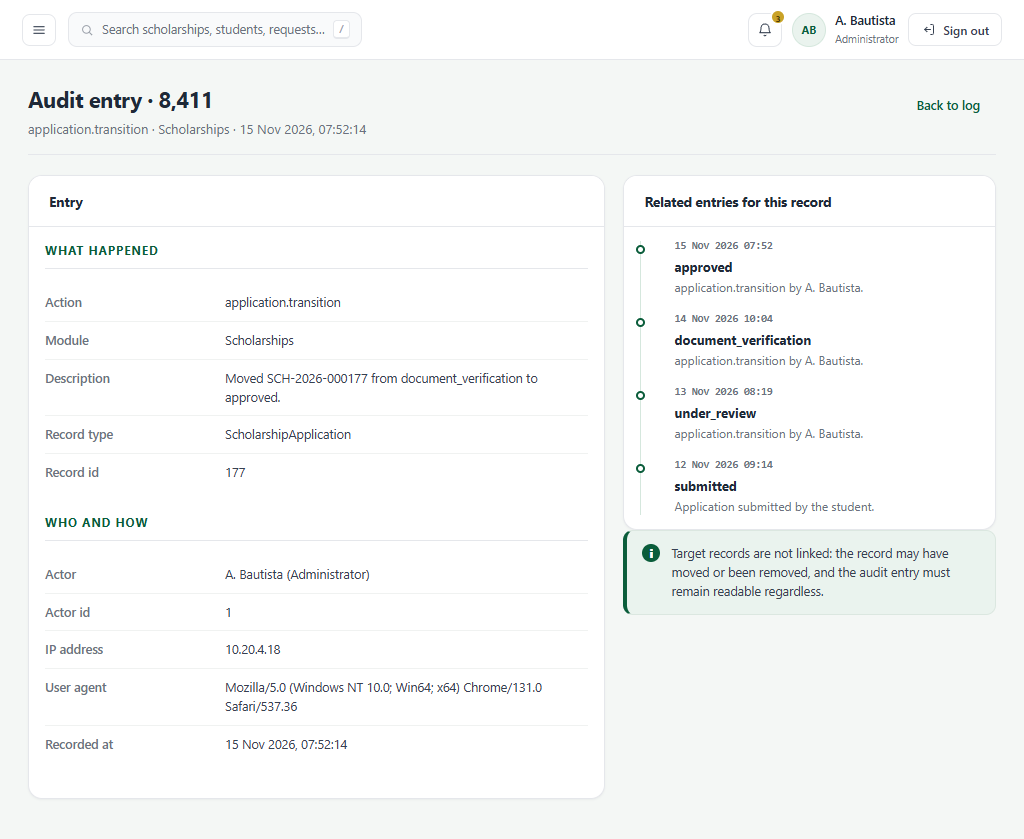 Search scholarships, students, requests... /
3
AB
A. Bautista
Administrator
Sign out
Audit entry · 8,411
application.transition · Scholarships · 15 Nov 2026, 07:52:14
Back to log
Entry
WHAT HAPPENED
Action application.transition
Module Scholarships
Description Moved SCH-2026-000177 from document_verification to
approved.
Record type ScholarshipApplication
Record id 177
WHO AND HOW
Actor A. Bautista (Administrator)
Actor id 1
IP address 10.20.4.18
User agent Mozilla/5.0 (Windows NT 10.0; Win64; x64) Chrome/131.0
Safari/537.36
Recorded at 15 Nov 2026, 07:52:14
Related entries for this record
15 Nov 2026 07:52
approved
application.transition by A. Bautista.
14 Nov 2026 10:04
document_verification
application.transition by A. Bautista.
13 Nov 2026 08:19
under_review
application.transition by A. Bautista.
12 Nov 2026 09:14
submitted
Application submitted by the student.
Target records are not linked: the record may have
moved or been removed, and the audit entry must
remain readable regardless.